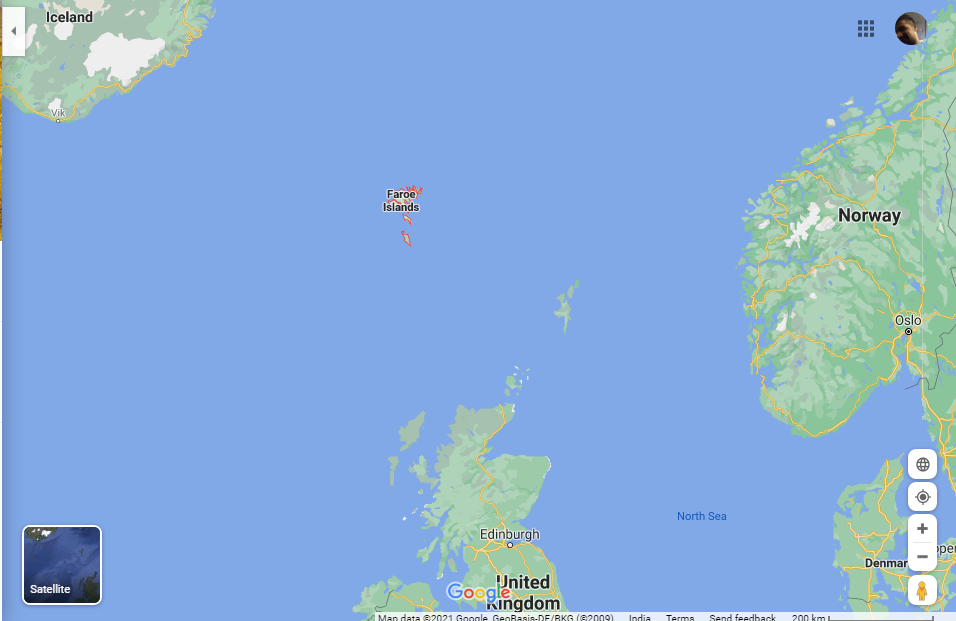 Iceland
Vik
Faroe
Islands
Norway
Oslo
North Sea
Edinburgh
United
Kingdom
Google
Denmar
Satellite
Map data ©2021 Google, GeoBasis-DE/BKG (©2009) India Terms Send feedback 200 km